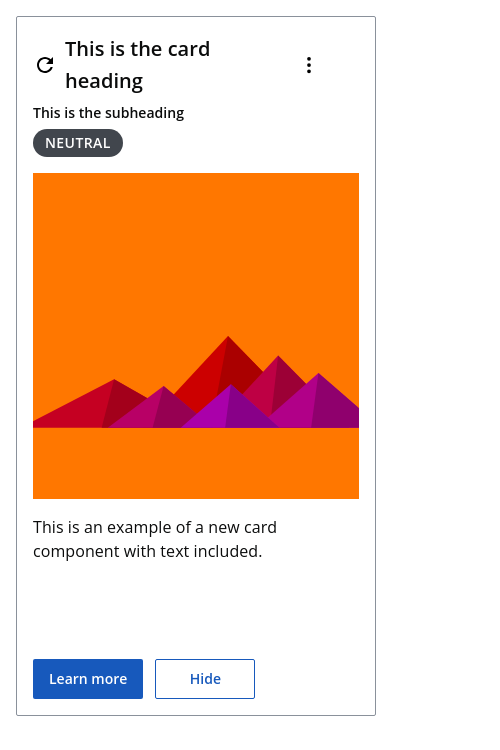 This is the card
heading
This is the subheading
NEUTRAL
This is an example of a new card
component with text included.
Learn more
Hide